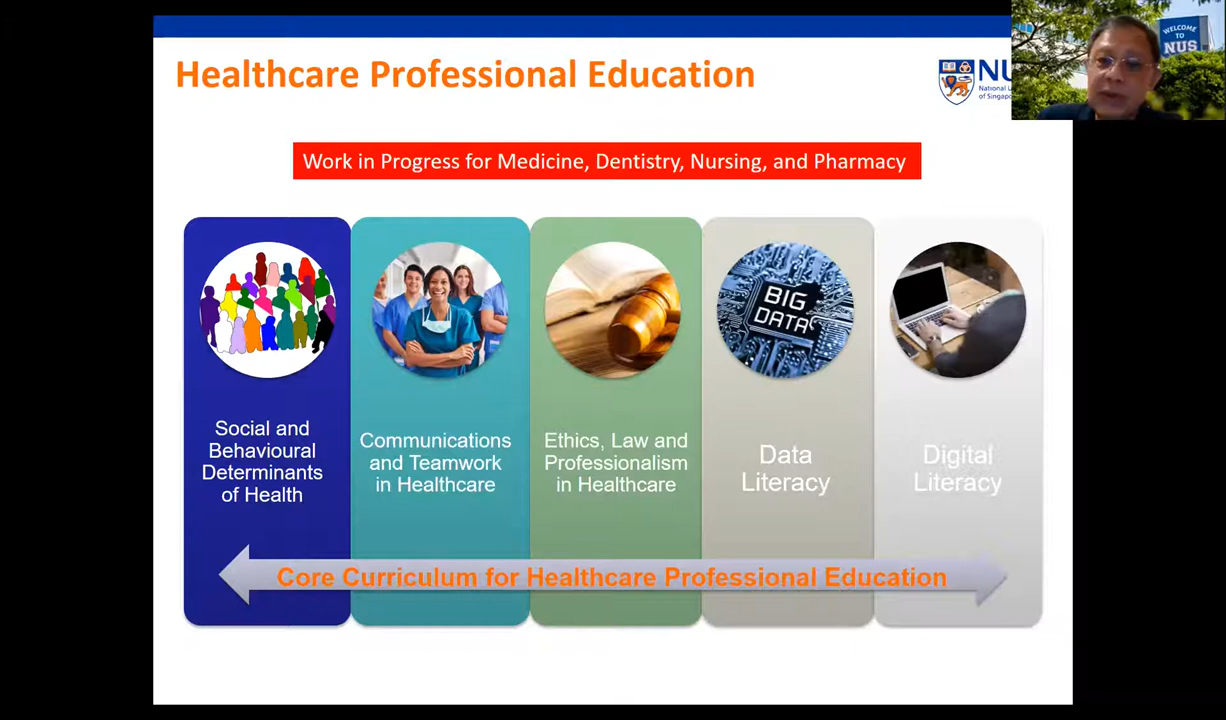 Healthcare Professional Education
NU
National
of Singap
WELCOME
TO
NUS
Work in Progress for Medicine, Dentistry, Nursing, and Pharmacy
BIG
DATA
Social and
Behavioural
Determinants
of Health
Communications
and Teamwork
in Healthcare
Ethics, Law and
Professionalism
in Healthcare
Data
Literacy
Digital
Literacy
Core Curriculum for Healthcare Professional Education